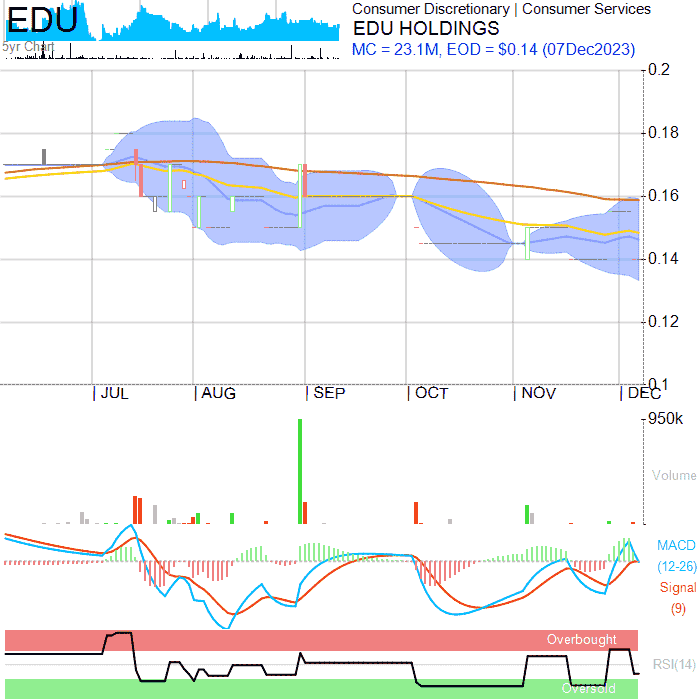 EDU
5yr Chart
Consumer Discretionary | Consumer Services
EDU HOLDINGS
MC = 23.1M, EOD = $0.14 (07Dec2023)
0.2
0.18
0.16
0.14
0.12
0.1
JUL
AUG
SEP
OCT
NOV
DEC
950k
Volume
MACD
(12-26)
Signal
(9)
Overbought
RSI(14)
Oversold